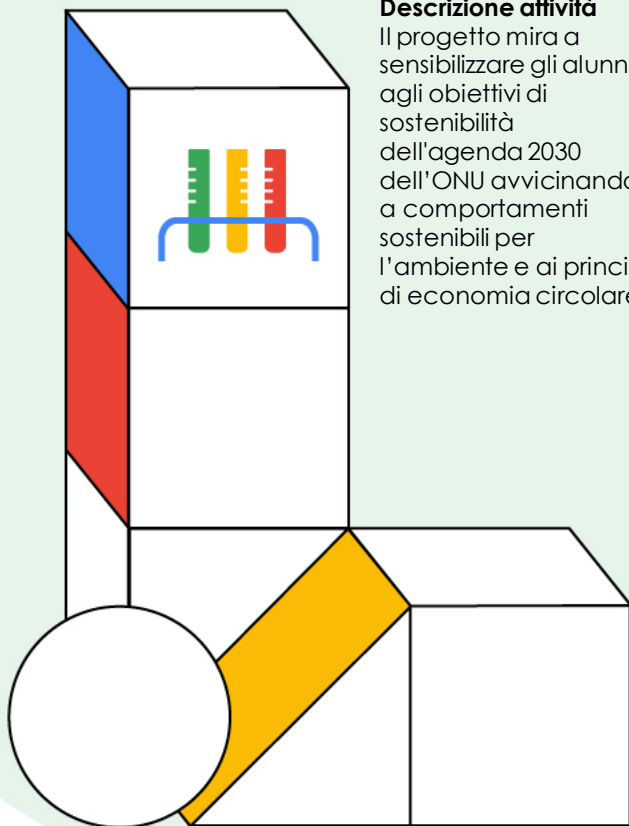 Descrizione attività
Il progetto mira a
sensibilizzare gli alunn
agli obiettivi di
sostenibilità
dell'agenda 2030
dell’ONU avvicinando
a comportamenti
sostenibili per
l’ambiente e ai princi
di economia circolare